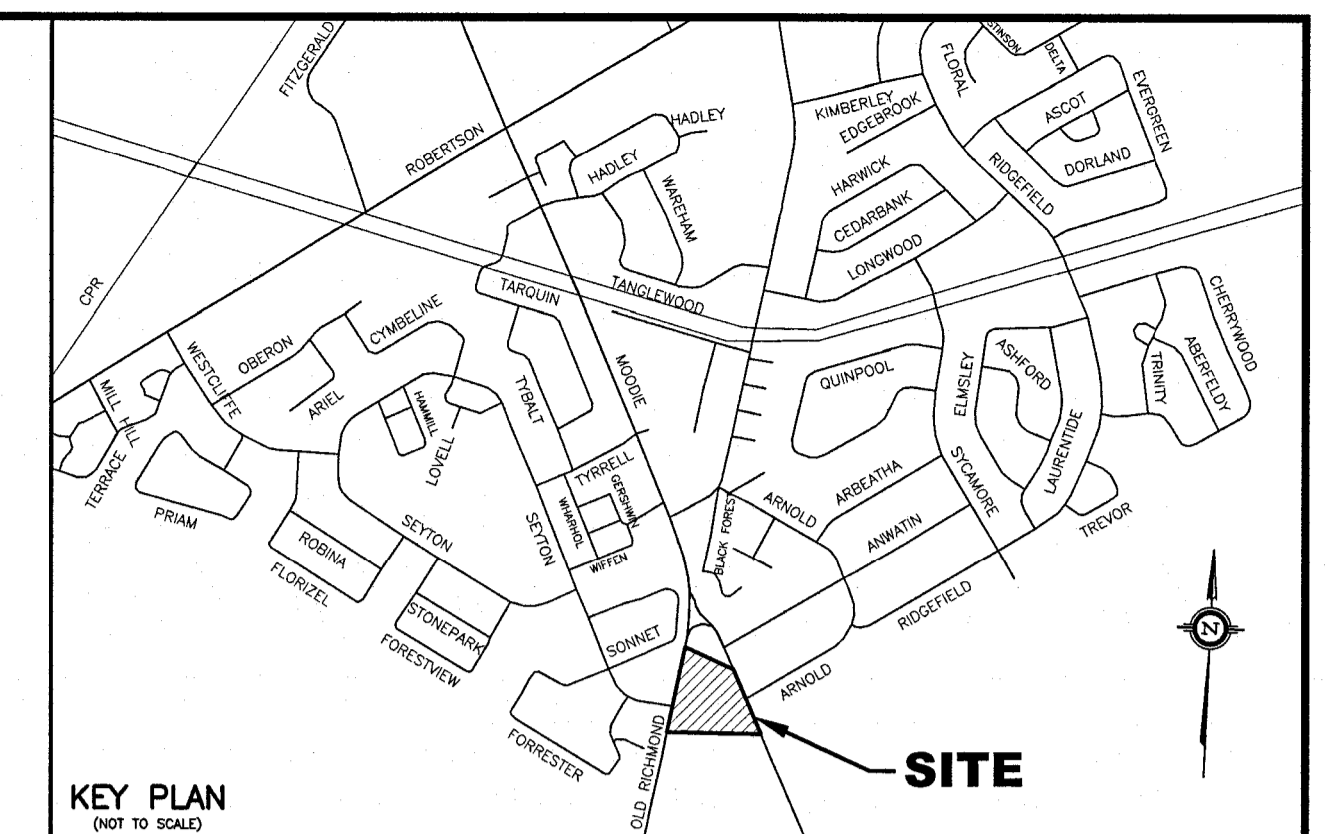 FITZGERALD
ROBERTSON
CPR
HADLEY
HADLEY
WAREHAM
KIMBERLEY
EDGEBROOK
FLORAL
STINSON
DELTA
EVERGREEN
ASCOT
DORLAND
RIDGEFIELD
HARWICK
CEDARBANK
LONGWOOD
TARQUIN
TANGLEWOOD
MOODIE
CYMBELINE
OBERON
WESTCLIFFE
ARIEL
MILL HILL
TERRACE
PRIAM
HAMMILL
LOVELL
TYBALT
TYRRELL
GERSHWIN
WHARHOL
WIFFEN
SEYTON
SEYTON
ROBINA
FLORIZEL
STONEPARK
FORESTVIEW
SONNET
FORRESTER
OLD RICHMOND
BLACK FOREST
ARNOLD
ARBEATHA
ANWATIN
RIDGEFIELD
ARNOLD
QUINPOOL
ELMSLEY
SYCAMORE
ASHFORD
LAURENTIDE
TREVOR
TRINITY
ABERFELDY
CHERRYWOOD
N
SITE
KEY PLAN
(NOT TO SCALE)